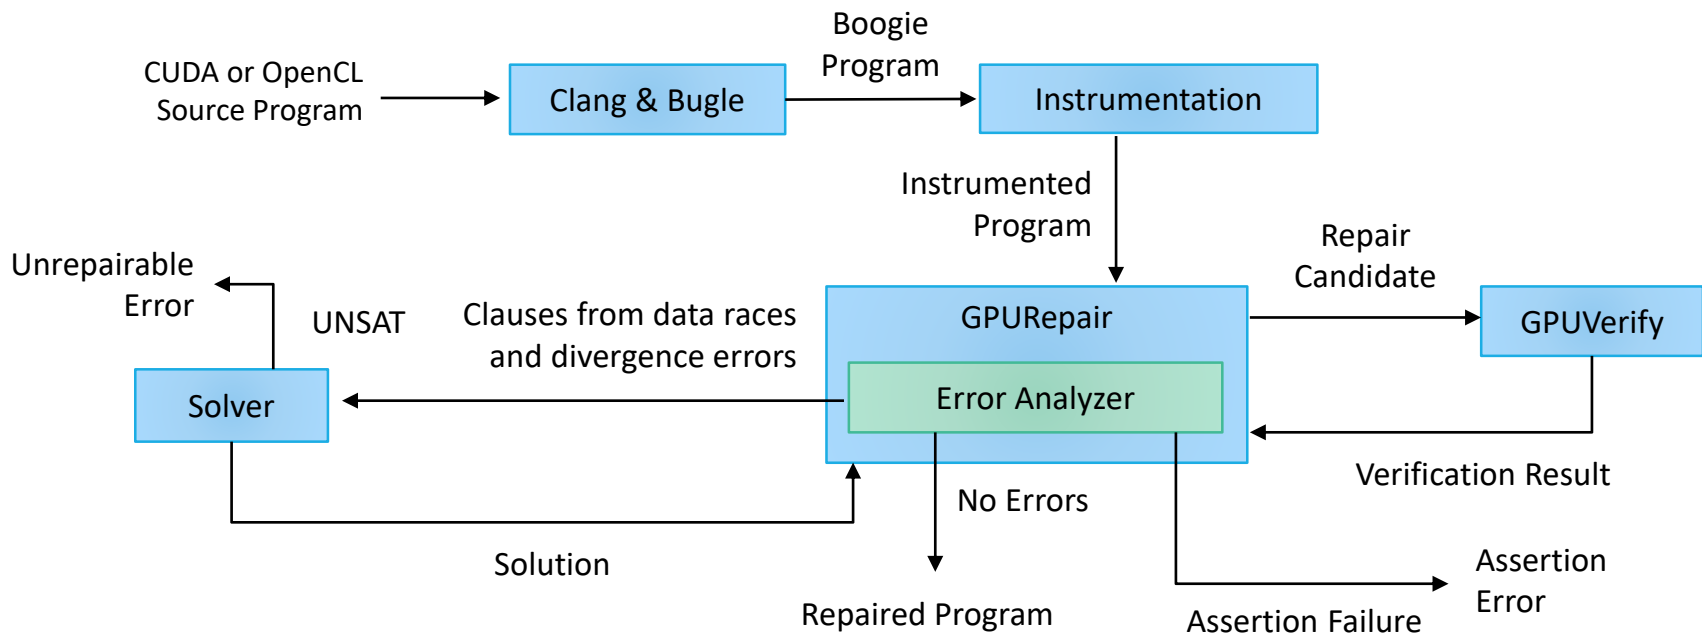 Boogie
Program
CUDA or OpenCL
Source Program
Clang & Bugle
Instrumentation
Instrumented
Program
Repair
Candidate
Unrepairable
Error
UNSAT
Clauses from data races
and divergence errors
GPURepair
GPUVerify
Solver
Error Analyzer
Verification Result
No Errors
Solution
Repaired Program
Assertion Failure
Assertion
Error